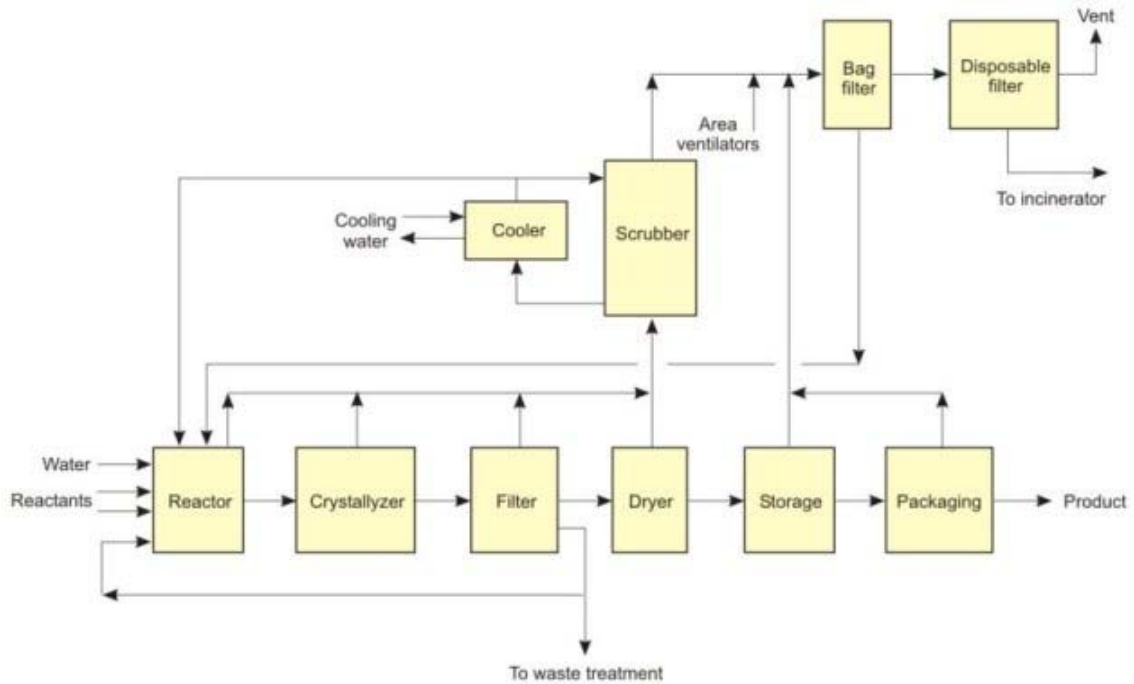 Vent
Bag
filter
Disposable
filter
Area
ventilators
To incinerator
Cooling
water
Cooler
Scrubber
Water
Reactants
Reactor
Crystallyzer
Filter
Dryer
Storage
Packaging
Product
To waste treatment